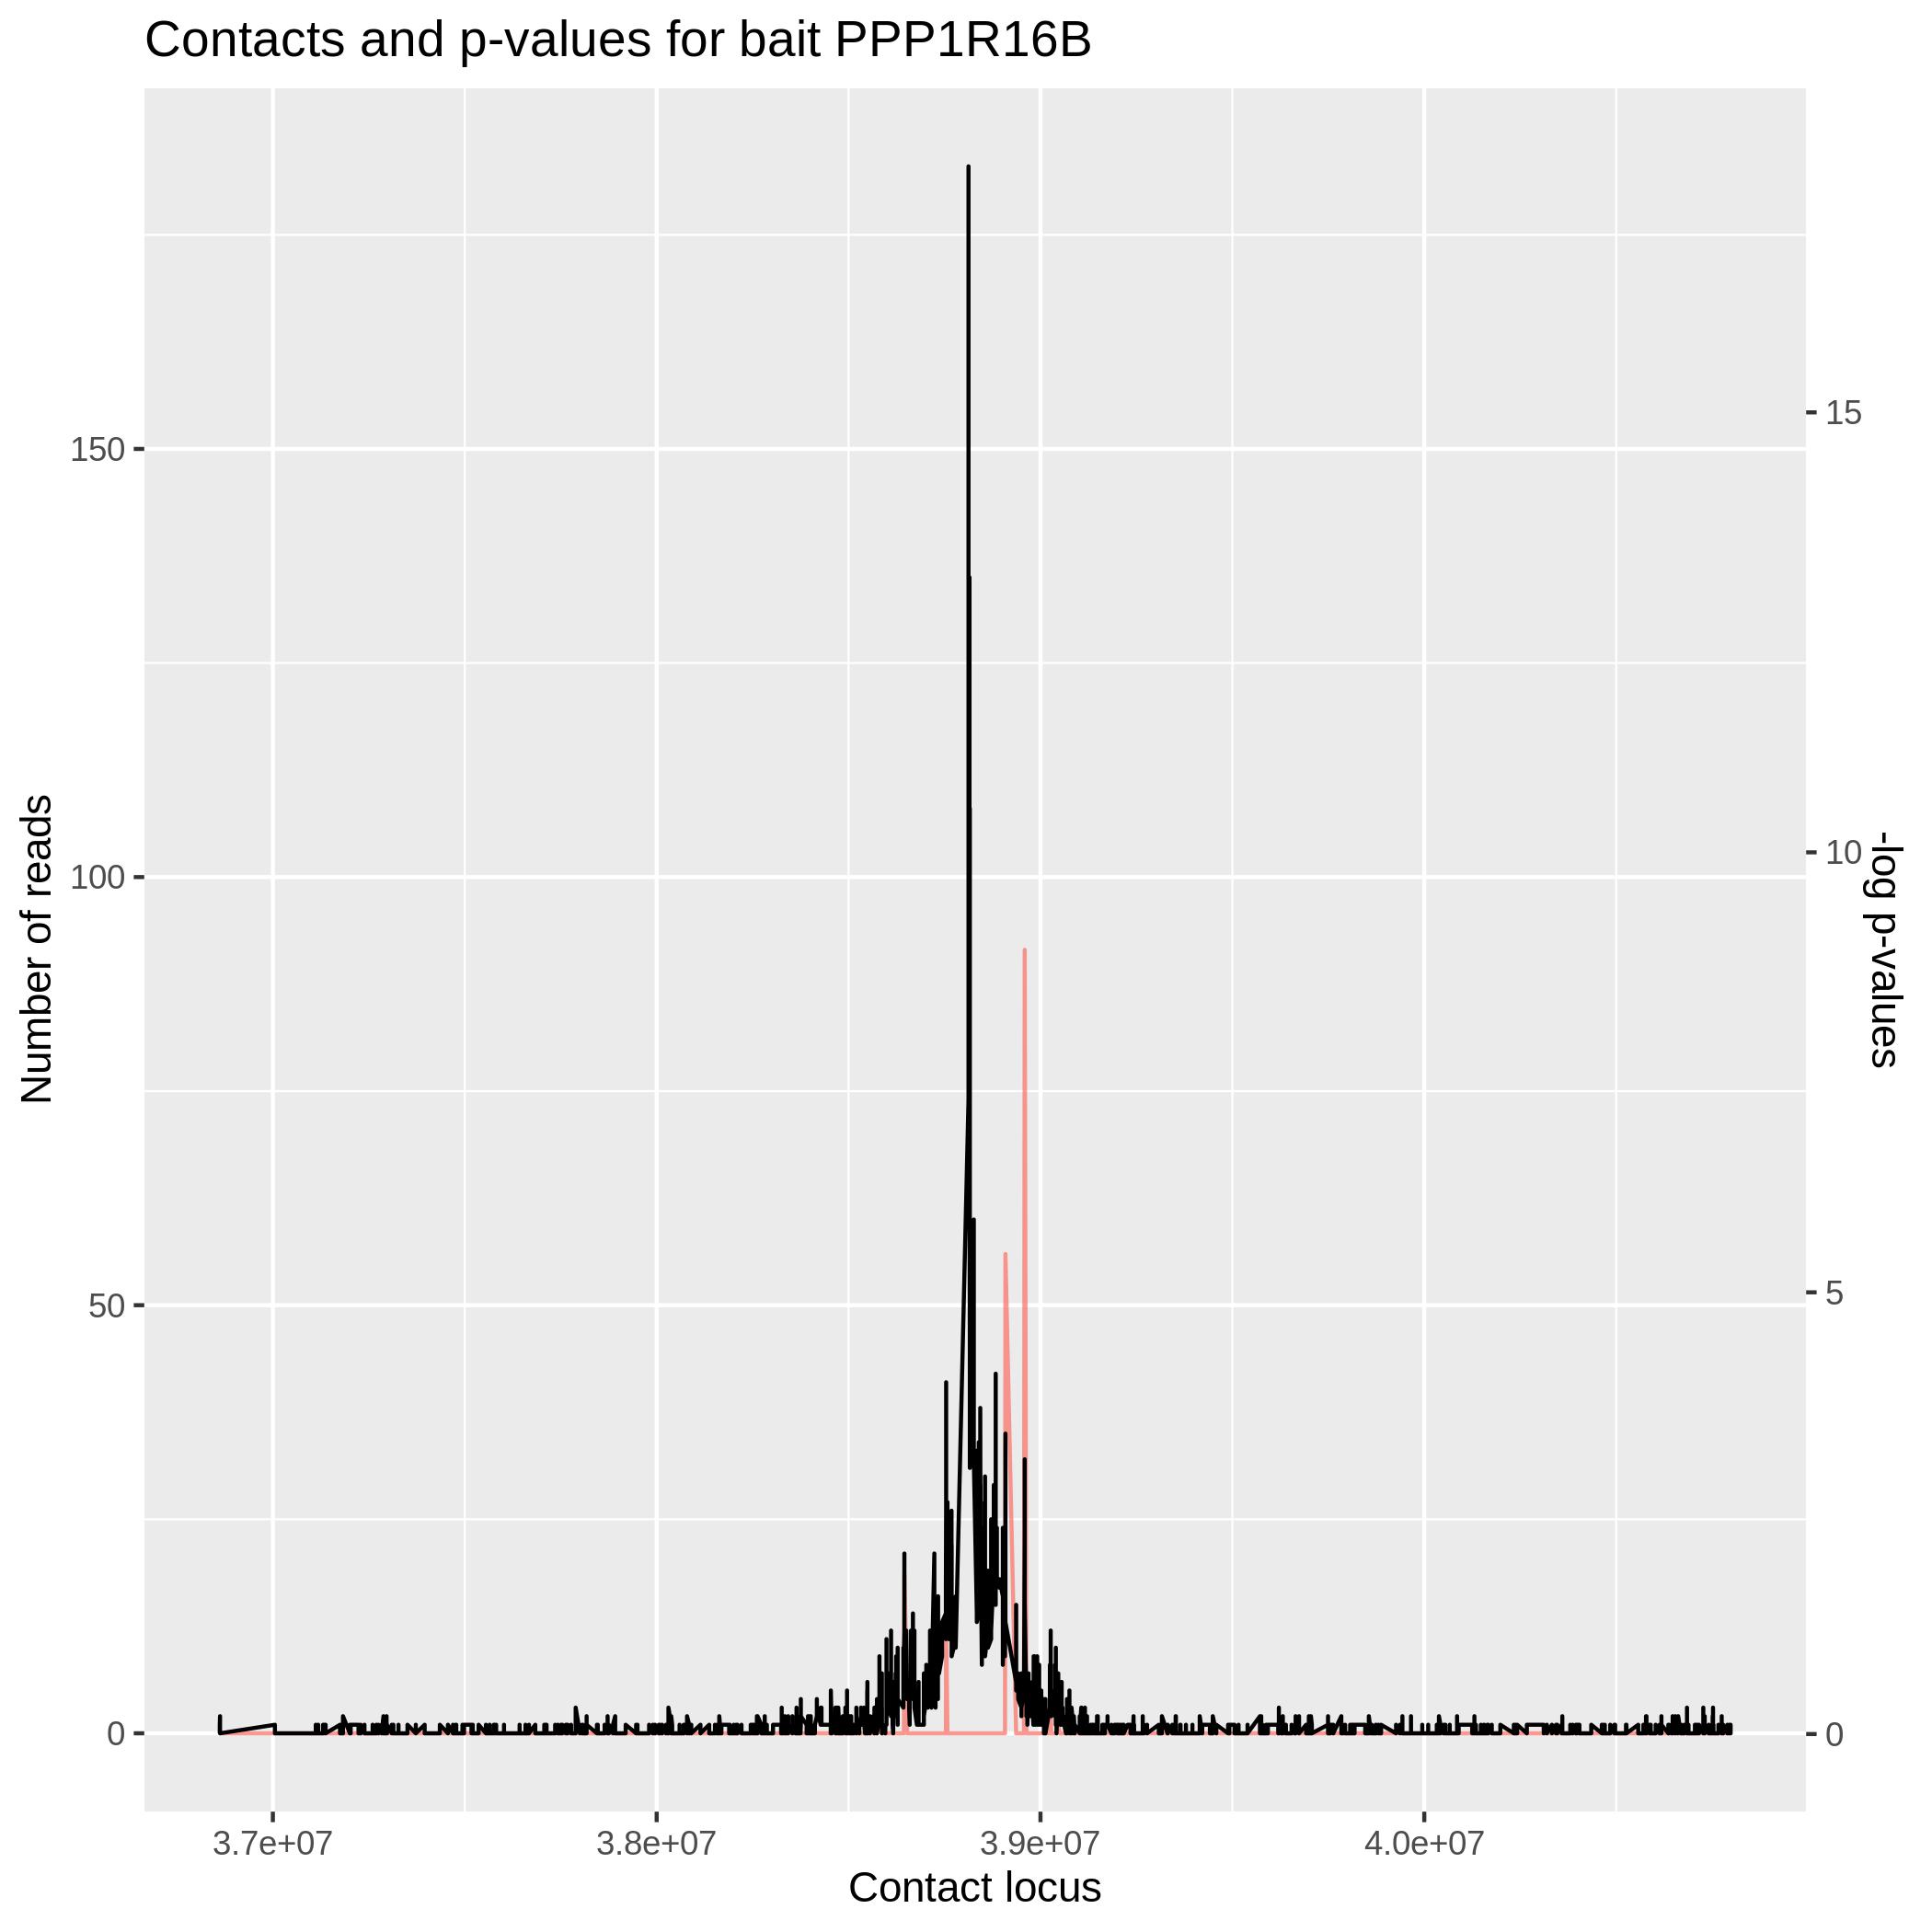 Contacts and p-values for bait PPP1R16B
Number of reads
150
100
50
0
15
10
5
0
-log p-values
3.7e+07 3.8e+07 3.9e+07 4.0e+07
Contact locus